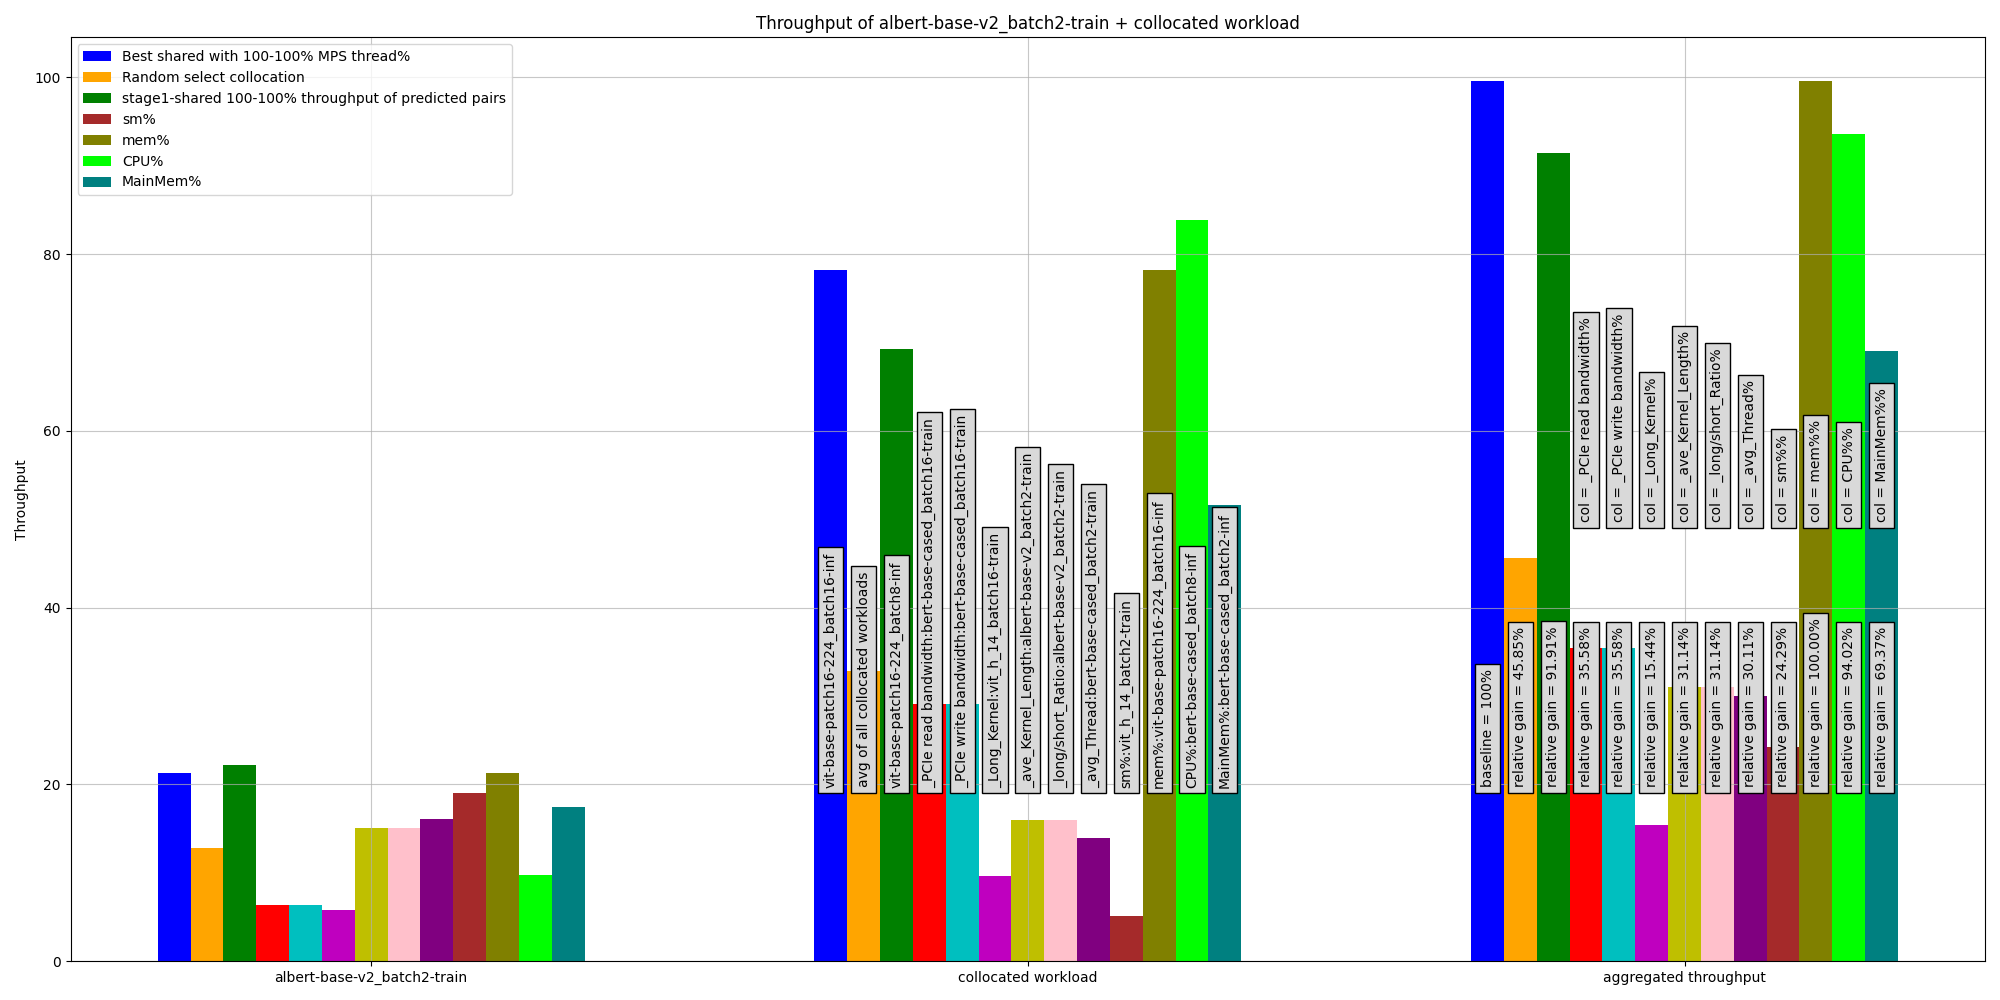 Throughput of albert-base-v2_batch2-train + collocated workload
Best shared with 100-100% MPS thread%
Random select collocation
stage1-shared 100-100% throughput of predicted pairs
sm%
mem%
CPU%
MainMem%
Throughput
100
80
60
40
20
0
vit-base-patch16-224_batch16-inf
avg of all collocated workloads
vit-base-patch16-224_batch8-inf
_PCIe read bandwidth:bert-base-cased_batch16-train
_PCIe write bandwidth:bert-base-cased_batch16-train
_Long_Kernel:vit_h_14_batch16-train
_ave_Kernel_Length:albert-base-v2_batch2-train
_long/short_Ratio:albert-base-v2_batch2-train
_avg_Thread:bert-base-cased_batch2-train
sm%:vit_h_14_batch2-train
mem%:vit-base-patch16-224_batch16-inf
CPU%:bert-base-cased_batch8-inf
MainMem%:bert-base-cased_batch2-inf
col = _PCIe read bandwidth%
col = _PCIe write bandwidth%
col = _Long_Kernel%
col = _ave_Kernel_Length%
col = _long/short_Ratio%
col = _avg_Thread%
col = sm%%
col = mem%%
col = CPU%%
col = MainMem%%
baseline = 100%
relative gain = 45.85%
relative gain = 91.91%
relative gain = 35.58%
relative gain = 35.58%
relative gain = 15.44%
relative gain = 31.14%
relative gain = 31.14%
relative gain = 30.11%
relative gain = 24.29%
relative gain = 100.00%
relative gain = 94.02%
relative gain = 69.37%
albert-base-v2_batch2-train
collocated workload
aggregated throughput